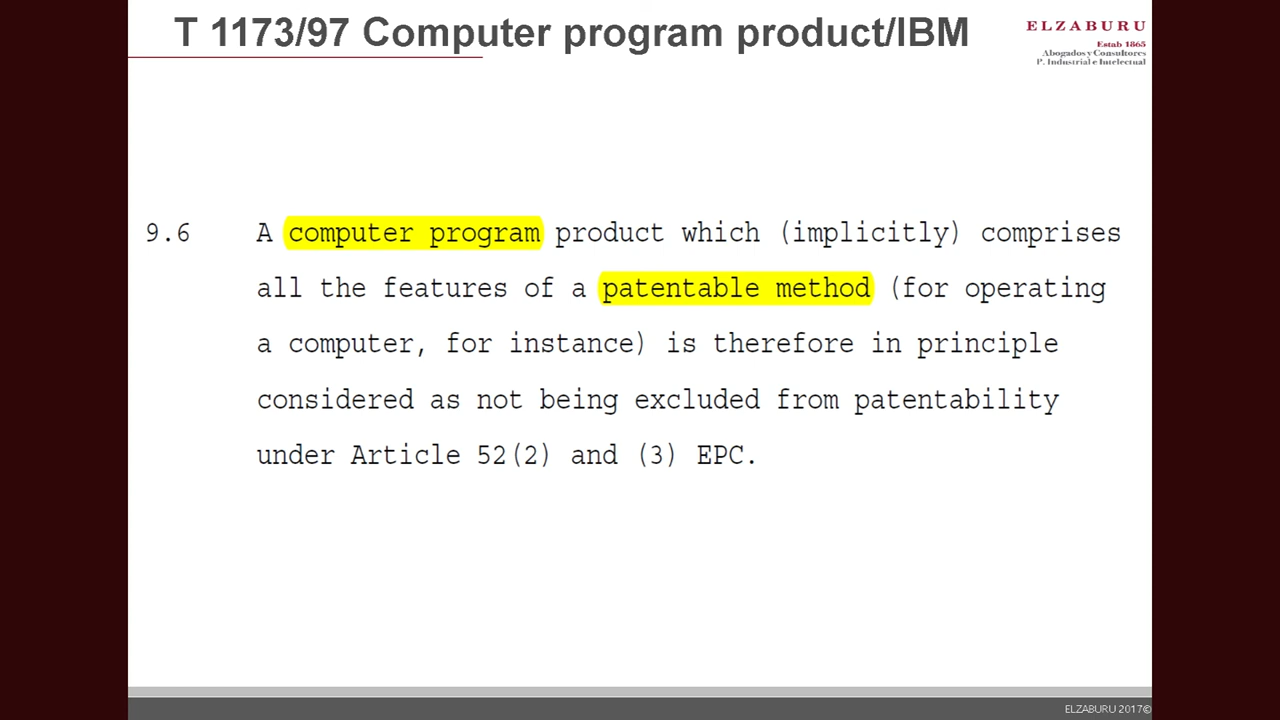 T 1173/97 Computer program product/IBM
ELZABURU
Estab 1865
Abogados y Consultores
P. Industrial e Intelectual
9.6 A computer program product which (implicitly) comprises
all the features of a patentable method (for operating
a computer, for instance) is therefore in principle
considered as not being excluded from patentability
under Article 52(2) and (3) EPC.
ELZABURU 2017©